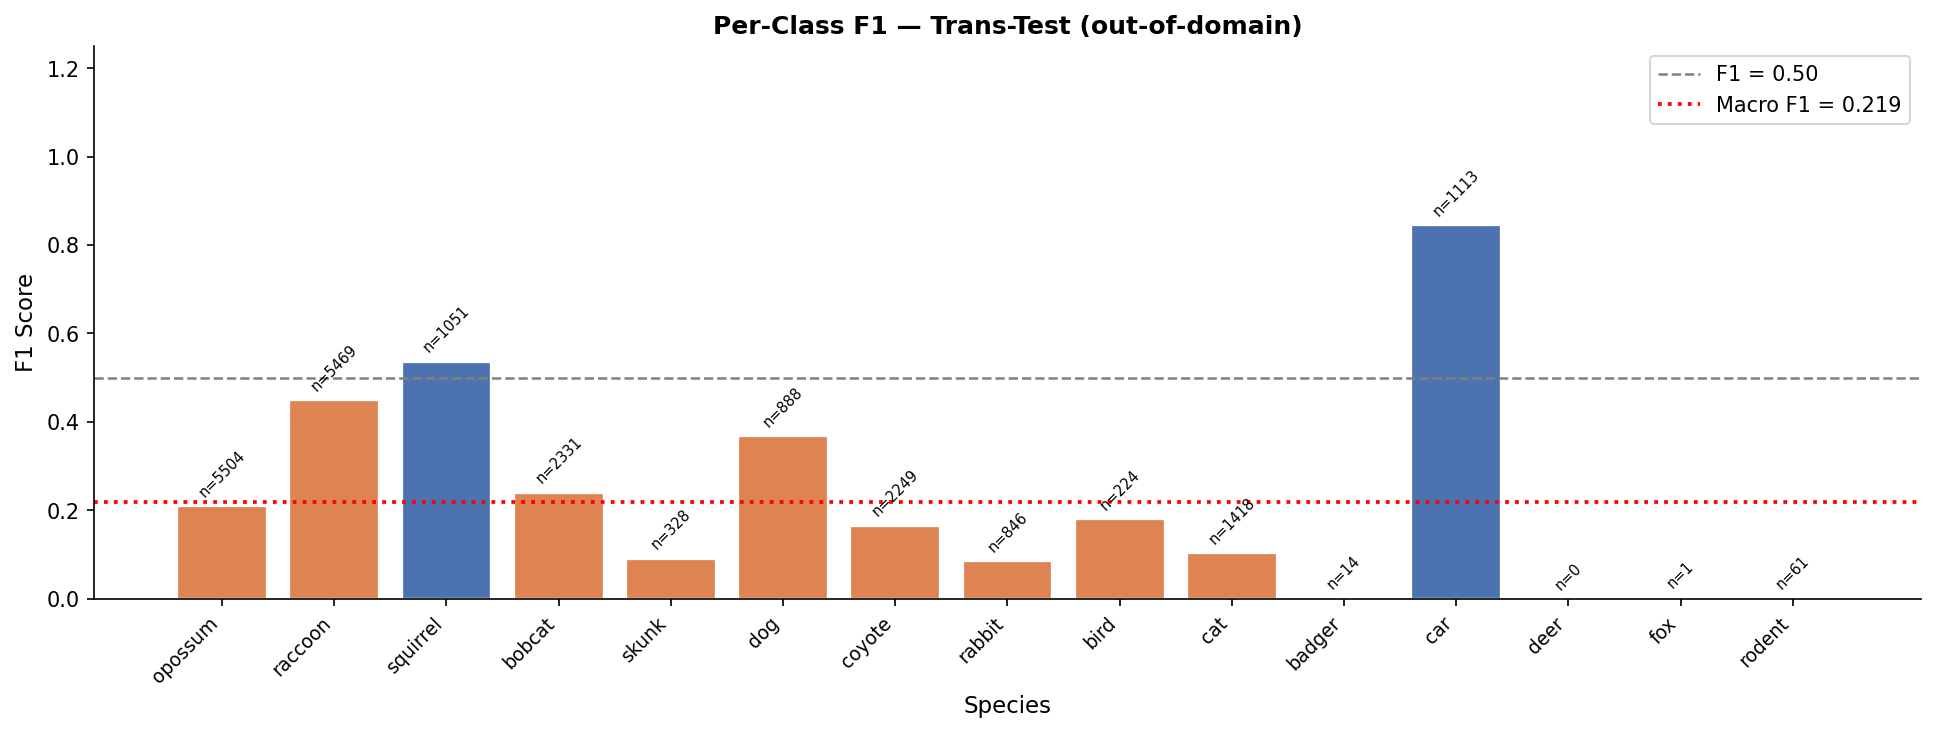 Per-Class F1 — Trans-Test (out-of-domain)
F1 = 0.50
Macro F1 = 0.219
F1 Score
1.2
1.0
0.8
0.6
0.4
0.2
0.0
n=5504
n=5469
n=1051
n=2331
n=328
n=888
n=2249
n=846
n=224
n=1418
n=14
n=1113
n=0
n=1
n=61
opossum
raccoon
squirrel
bobcat
skunk
dog
coyote
rabbit
bird
cat
badger
car
deer
fox
rodent
Species